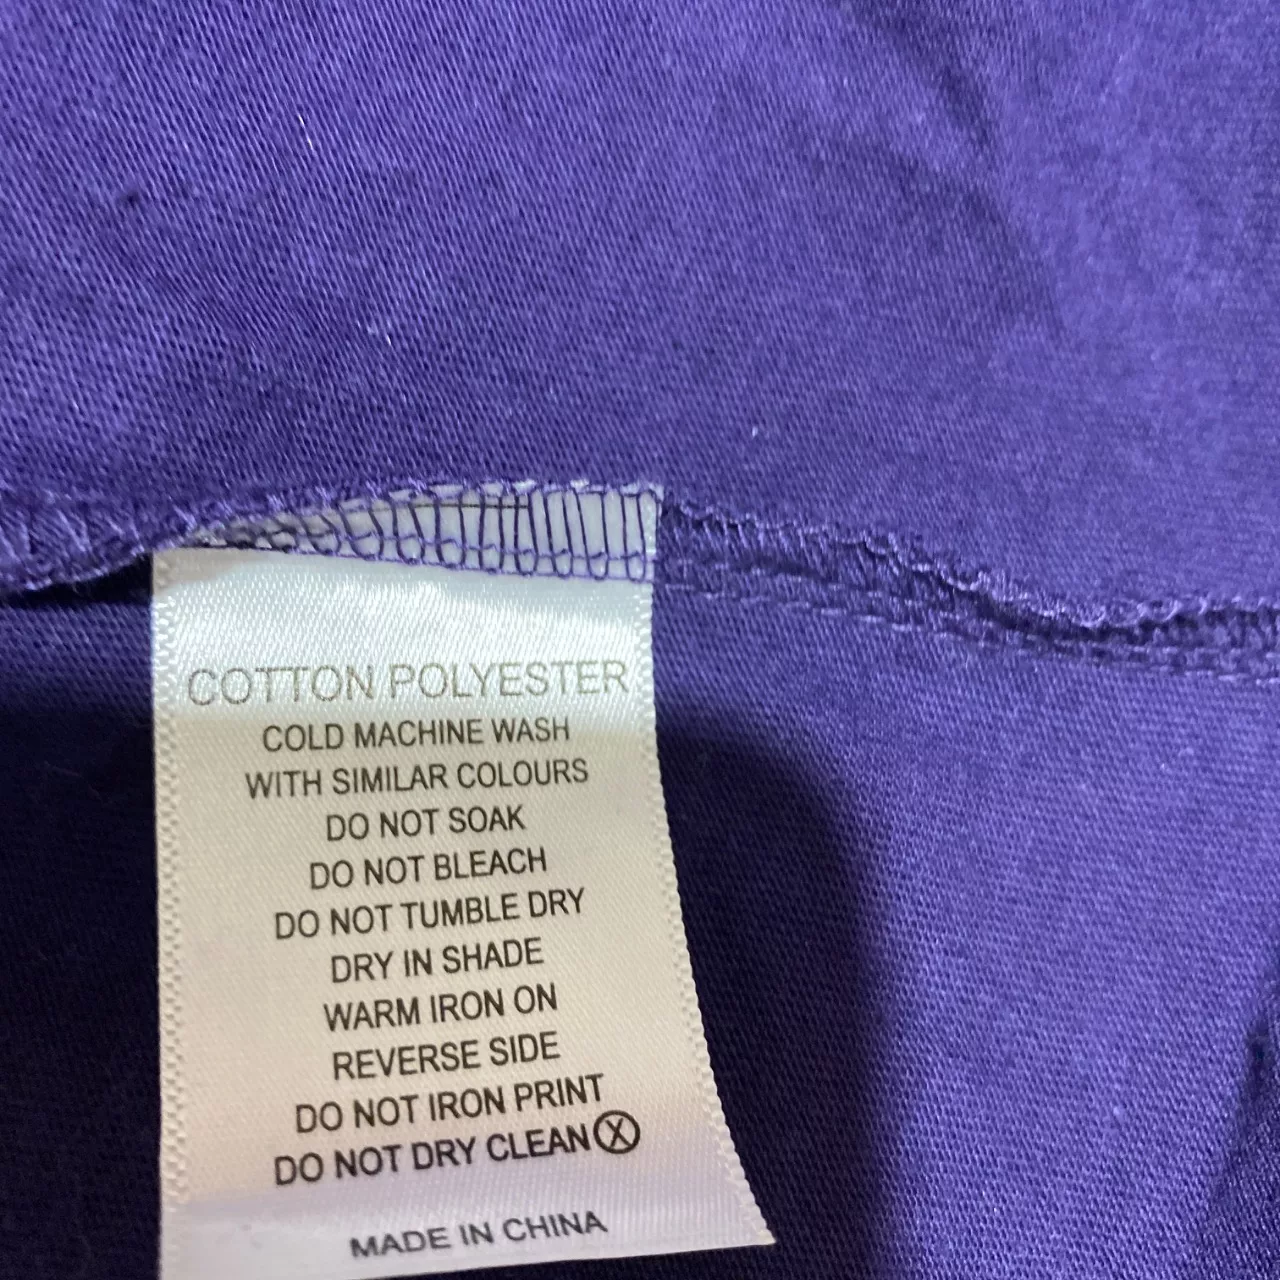 COTTON POLYESTER
COLD MACHINE WASH
WITH SIMILAR COLOURS
DO NOT SOAK
DO NOT BLEACH
DO NOT TUMBLE DRY
DRY IN SHADE
WARM IRON ON
REVERSE SIDE
DO NOT IRON PRINT
DO NOT DRY CLEANⓍ
MADE IN CHINA